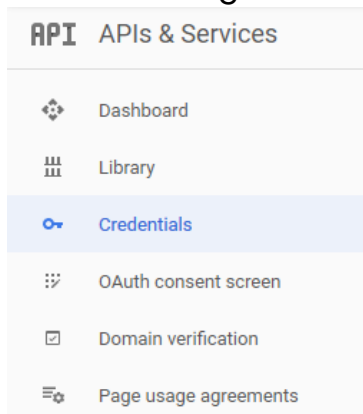 API APIs & Services
Dashboard
Library
Credentials
OAuth consent screen
Domain verification
Page usage agreements